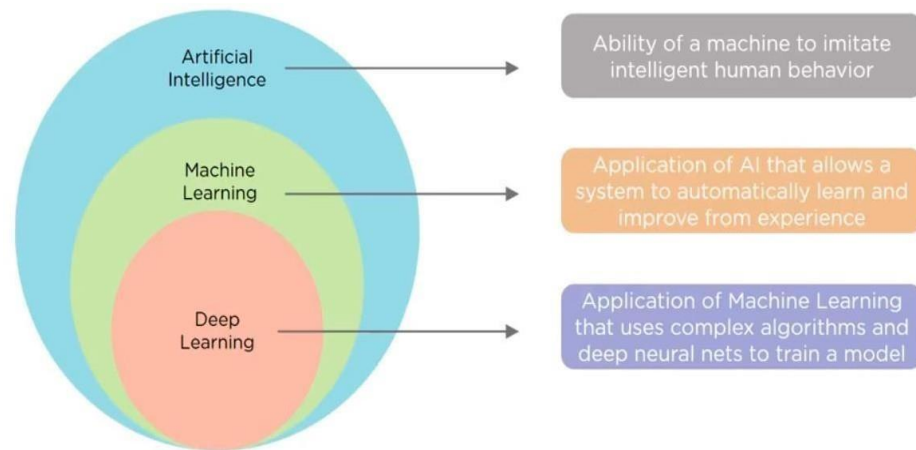 Artificial
Intelligence
Ability of a machine to imitate
intelligent human behavior
Machine
Learning
Application of AI that allows a
system to automatically learn and
improve from experience
Deep
Learning
Application of Machine Learning
that uses complex algorithms and
deep neural nets to train a model